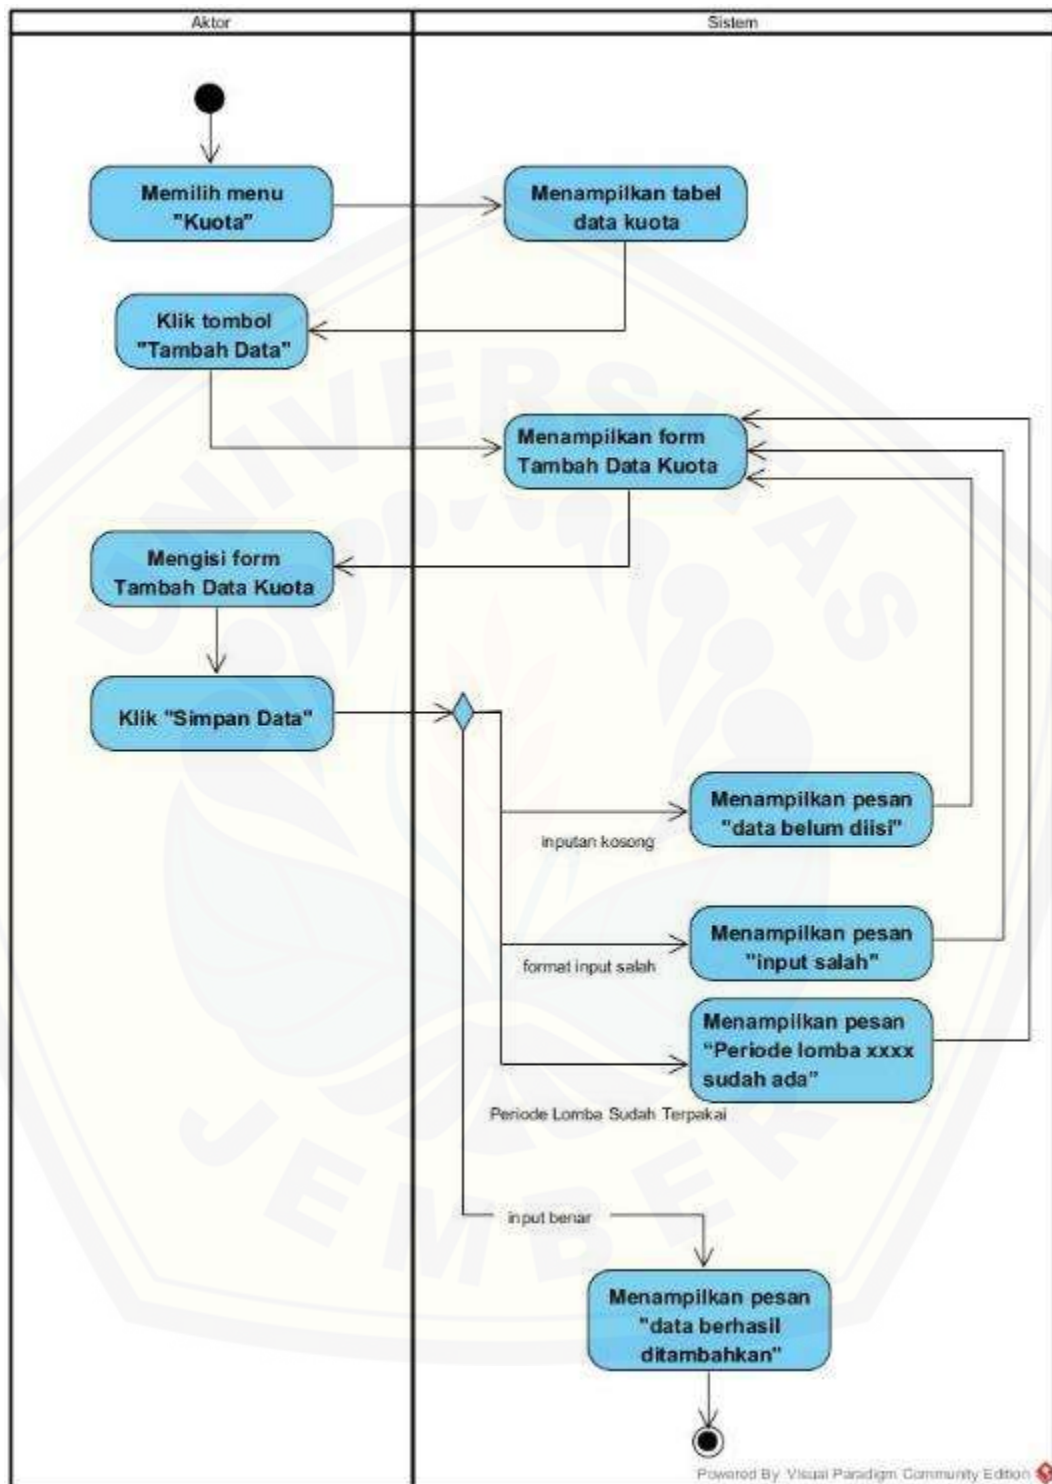 Aktor
Sistem
Memilih menu
"Kuota"
Menampilkan tabel
data kuota
Klik tombol
"Tambah Data"
Menampilkan form
Tambah Data Kuota
Mengisi form
Tambah Data Kuota
Klik "Simpan Data"
Menampilkan pesan
"data belum diisi"
inputan kosong
Menampilkan pesan
"input salah"
format input salah
Menampilkan pesan
“Periode lomba xxxx
sudah ada”
Periode Lomba Sudah Terpakai
input benar
Menampilkan pesan
"data berhasil
ditambahkan"
Powered By Visual Paradigm Community Edition
UNIVERSITAS
JEMBER